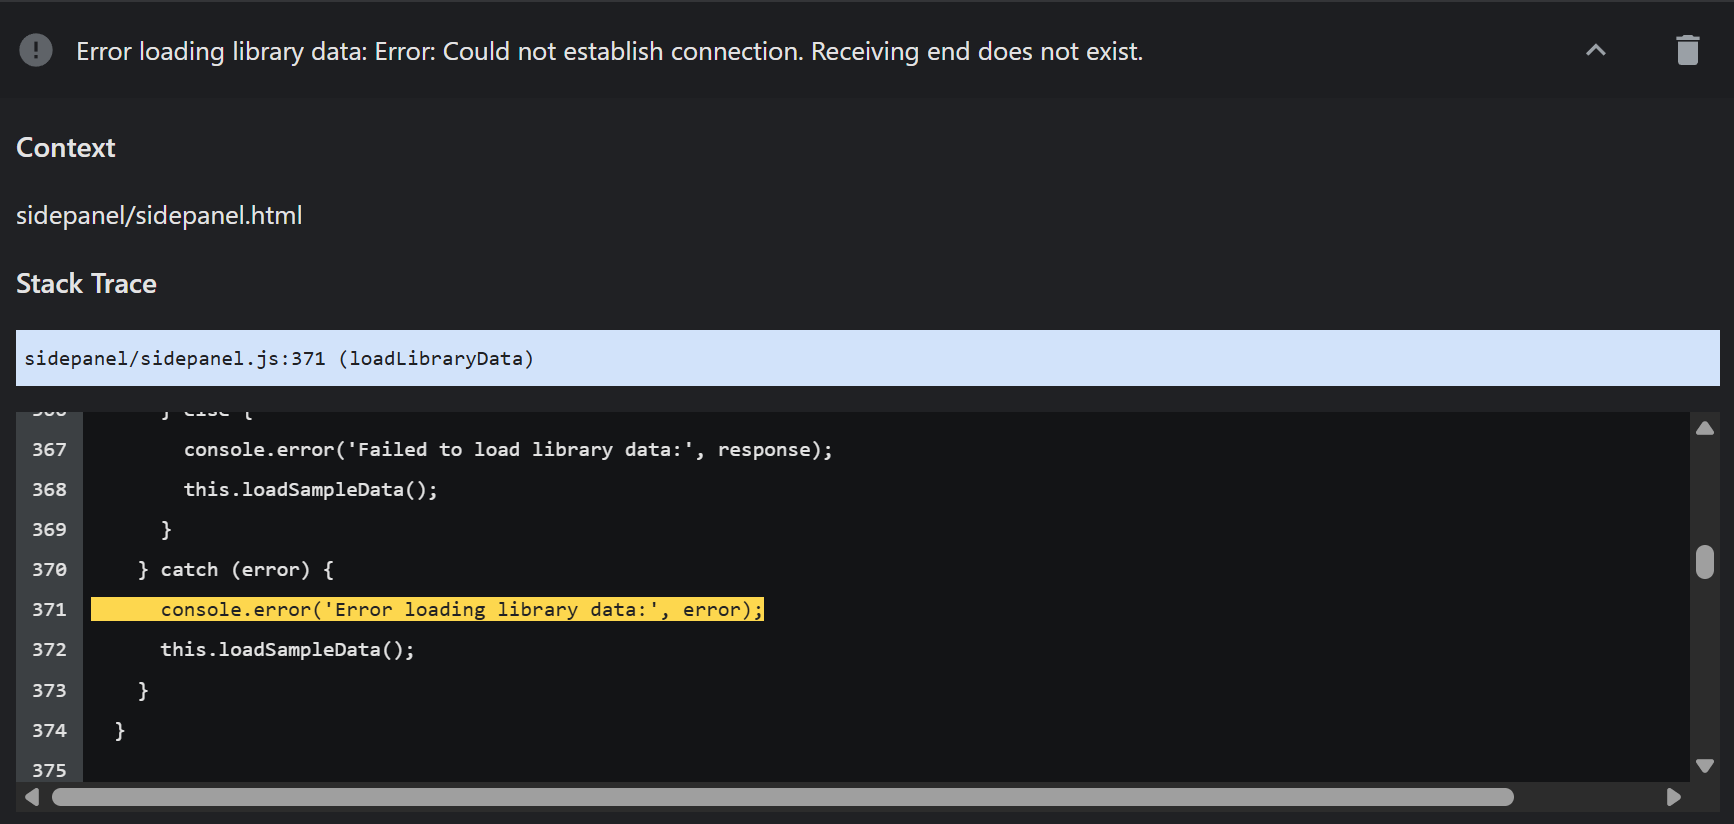 Error loading library data: Error: Could not establish connection. Receiving end does not exist.
Context
sidepanel/sidepanel.html
Stack Trace
sidepanel/sidepanel.js:371 (loadLibraryData)
366 } else {
367 console.error('Failed to load library data:', response);
368 this.loadSampleData();
369 }
370 } catch (error) {
371 console.error('Error loading library data:', error);
372 this.loadSampleData();
373 }
374 }
375